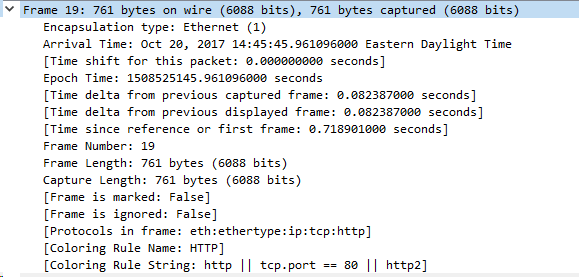 Frame 19: 761 bytes on wire (6088 bits), 761 bytes captured (6088 bits)
Encapsulation type: Ethernet (1)
Arrival Time: Oct 20, 2017 14:45:45.961096000 Eastern Daylight Time
[Time shift for this packet: 0.000000000 seconds]
Epoch Time: 1508525145.961096000 seconds
[Time delta from previous captured frame: 0.082387000 seconds]
[Time delta from previous displayed frame: 0.082387000 seconds]
[Time since reference or first frame: 0.718901000 seconds]
Frame Number: 19
Frame Length: 761 bytes (6088 bits)
Capture Length: 761 bytes (6088 bits)
[Frame is marked: False]
[Frame is ignored: False]
[Protocols in frame: eth:ethertype:ip:tcp:http]
[Coloring Rule Name: HTTP]
[Coloring Rule String: http || tcp.port == 80 || http2]